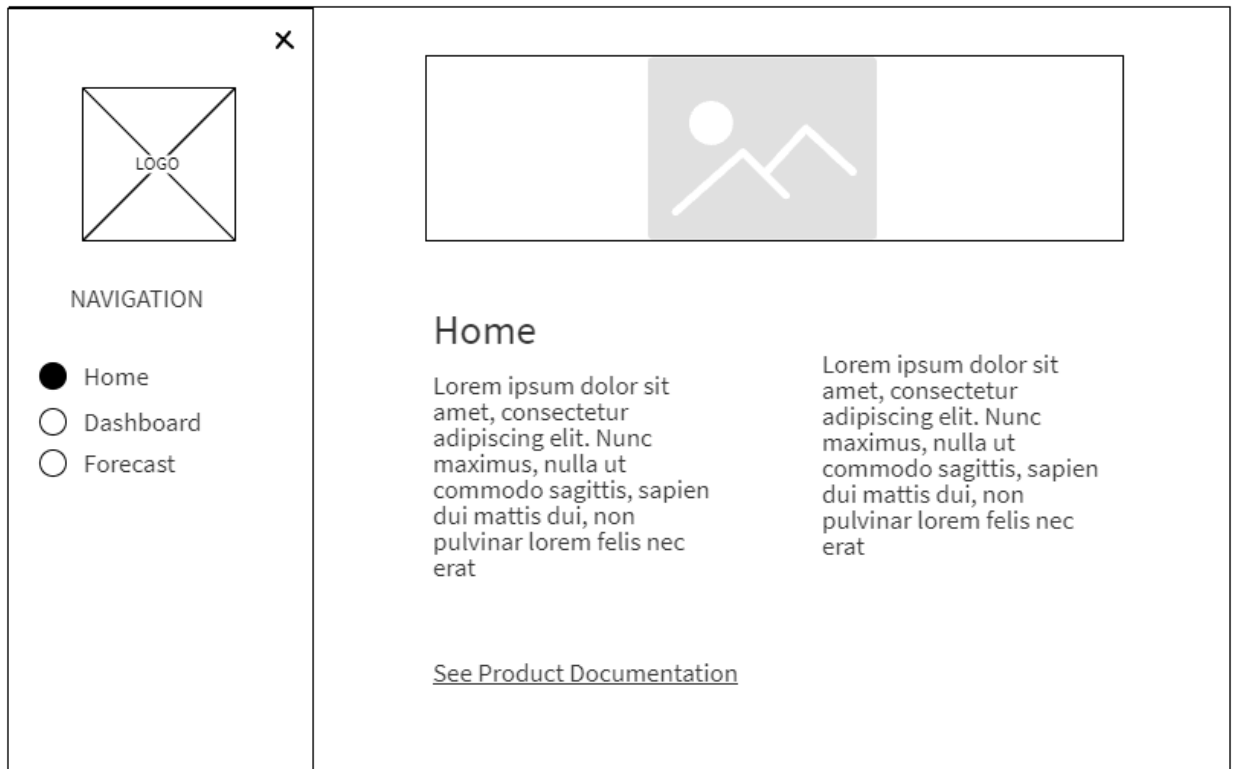 LOGO
NAVIGATION
Home
Dashboard
Forecast
Home
Lorem ipsum dolor sit
amet, consectetur
adipiscing elit. Nunc
maximus, nulla ut
commodo sagittis, sapien
dui mattis dui, non
pulvinar lorem felis nec
erat
Lorem ipsum dolor sit
amet, consectetur
adipiscing elit. Nunc
maximus, nulla ut
commodo sagittis, sapien
dui mattis dui, non
pulvinar lorem felis nec
erat
See Product Documentation